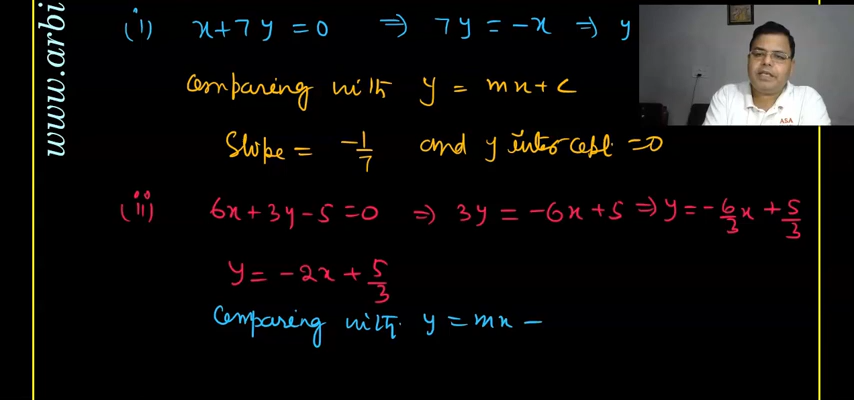 (i) x+7y=0 ⇒ 7y=-x ⇒ y
ASA
Comparing with y = mx+c
Slope = -1/7 and y intercept =0
(ii) 6x+3y-5=0 ⇒ 3y = -6x+5 ⇒ y=-6/3x+5/3
y = -2x + 5/3
Comparing with y = mx -
www.arbi